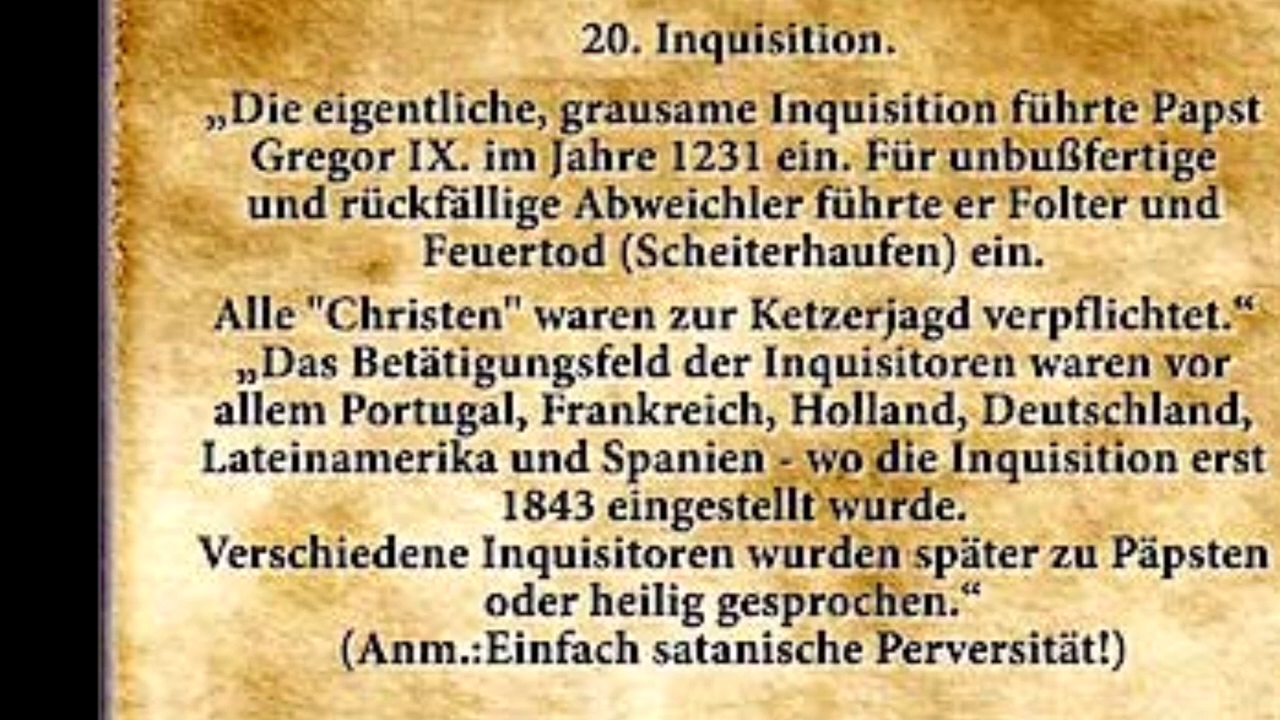 20. Inquisition.
„Die eigentliche, grausame Inquisition führte Papst
Gregor IX. im Jahre 1231 ein. Für unbußfertige
und rückfällige Abweichler führte er Folter und
Feuertod (Scheiterhaufen) ein.
Alle "Christen" waren zur Ketzerjagd verpflichtet.“
„Das Betätigungsfeld der Inquisitoren waren vor
allem Portugal, Frankreich, Holland, Deutschland,
Lateinamerika und Spanien - wo die Inquisition erst
1843 eingestellt wurde.
Verschiedene Inquisitoren wurden später zu Päpsten
oder heilig gesprochen.“
(Anm.:Einfach satanische Perversität!)